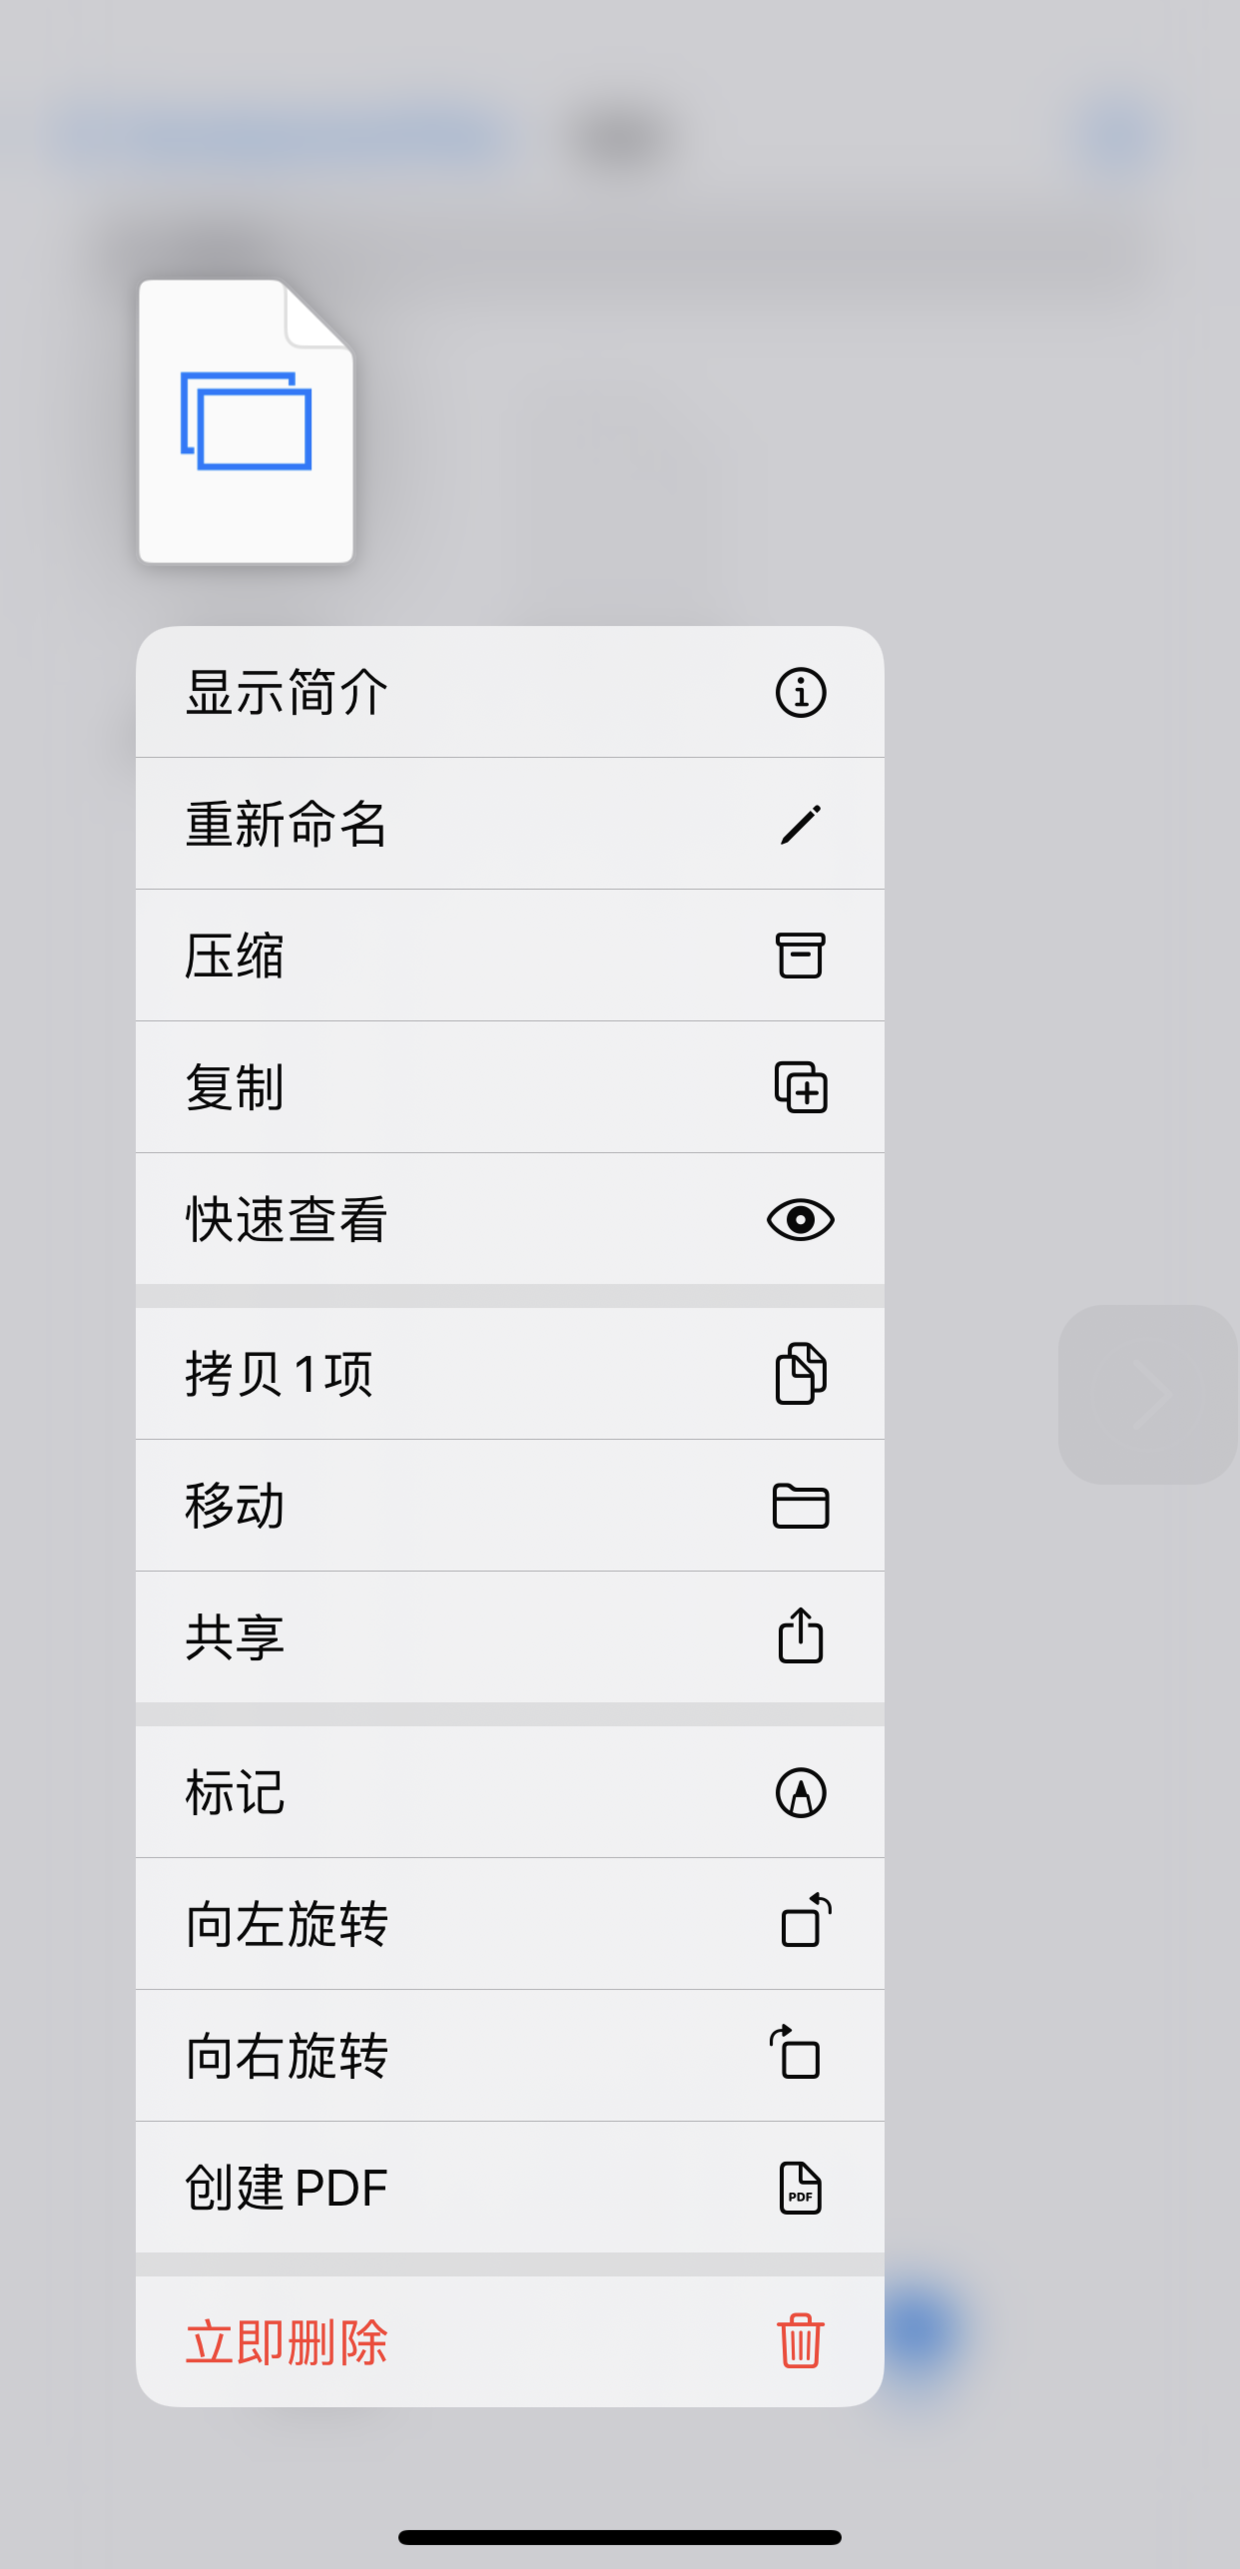 显示简介
重新命名
压缩
复制
快速查看
拷贝 1 项
移动
共享
标记
向左旋转
向右旋转
创建 PDF
PDF
立即删除